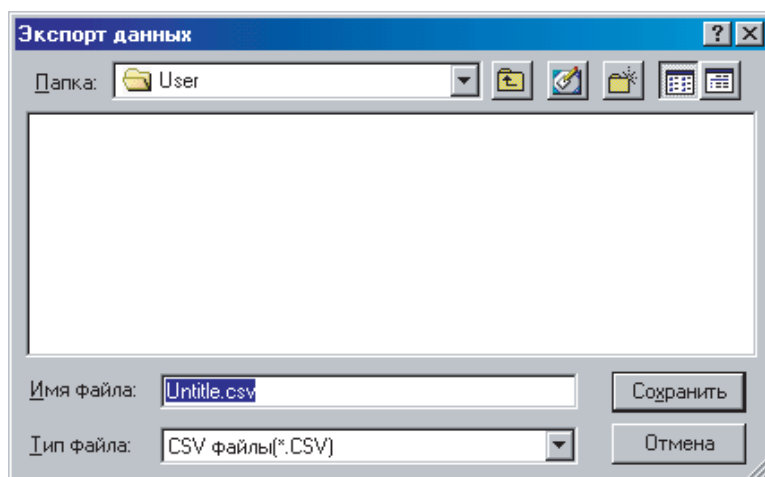 Экспорт данных
Папка: User
Имя файла: Untitle.csv Сохранить
Тип файла: CSV файлы(*.CSV) Отмена